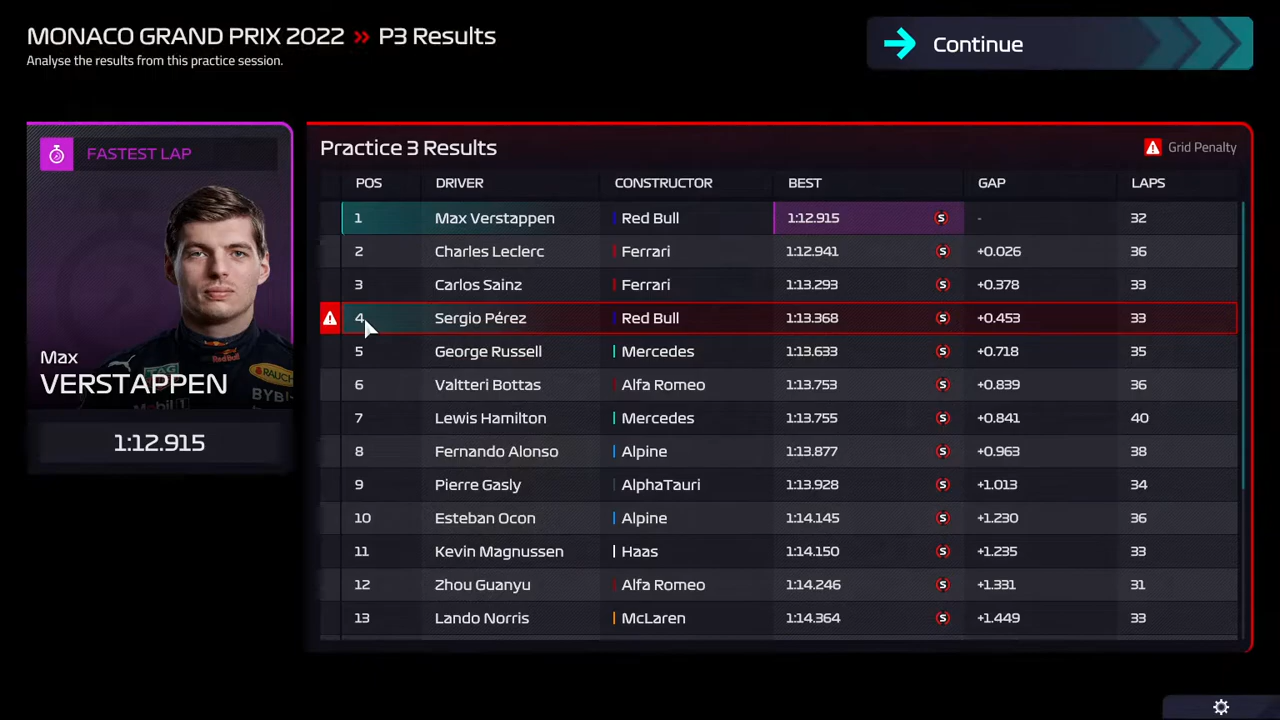 MONACO GRAND PRIX 2022 » P3 Results
Analyse the results from this practice session.
Continue
FASTEST LAP
Max
VERSTAPPEN
1:12.915
Practice 3 Results
Grid Penalty
POS DRIVER CONSTRUCTOR BEST GAP LAPS
1 Max Verstappen Red Bull 1:12.915 S - 32
2 Charles Leclerc Ferrari 1:12.941 S +0.026 36
3 Carlos Sainz Ferrari 1:13.293 S +0.378 33
4 Sergio Pérez Red Bull 1:13.368 S +0.453 33
5 George Russell Mercedes 1:13.633 S +0.718 35
6 Valtteri Bottas Alfa Romeo 1:13.753 S +0.839 36
7 Lewis Hamilton Mercedes 1:13.755 S +0.841 40
8 Fernando Alonso Alpine 1:13.877 S +0.963 38
9 Pierre Gasly AlphaTauri 1:13.928 S +1.013 34
10 Esteban Ocon Alpine 1:14.145 S +1.230 36
11 Kevin Magnussen Haas 1:14.150 S +1.235 33
12 Zhou Guanyu Alfa Romeo 1:14.246 S +1.331 31
13 Lando Norris McLaren 1:14.364 S +1.449 33
RedBull
TAG
RAUCH
BYBI
Mobil 1